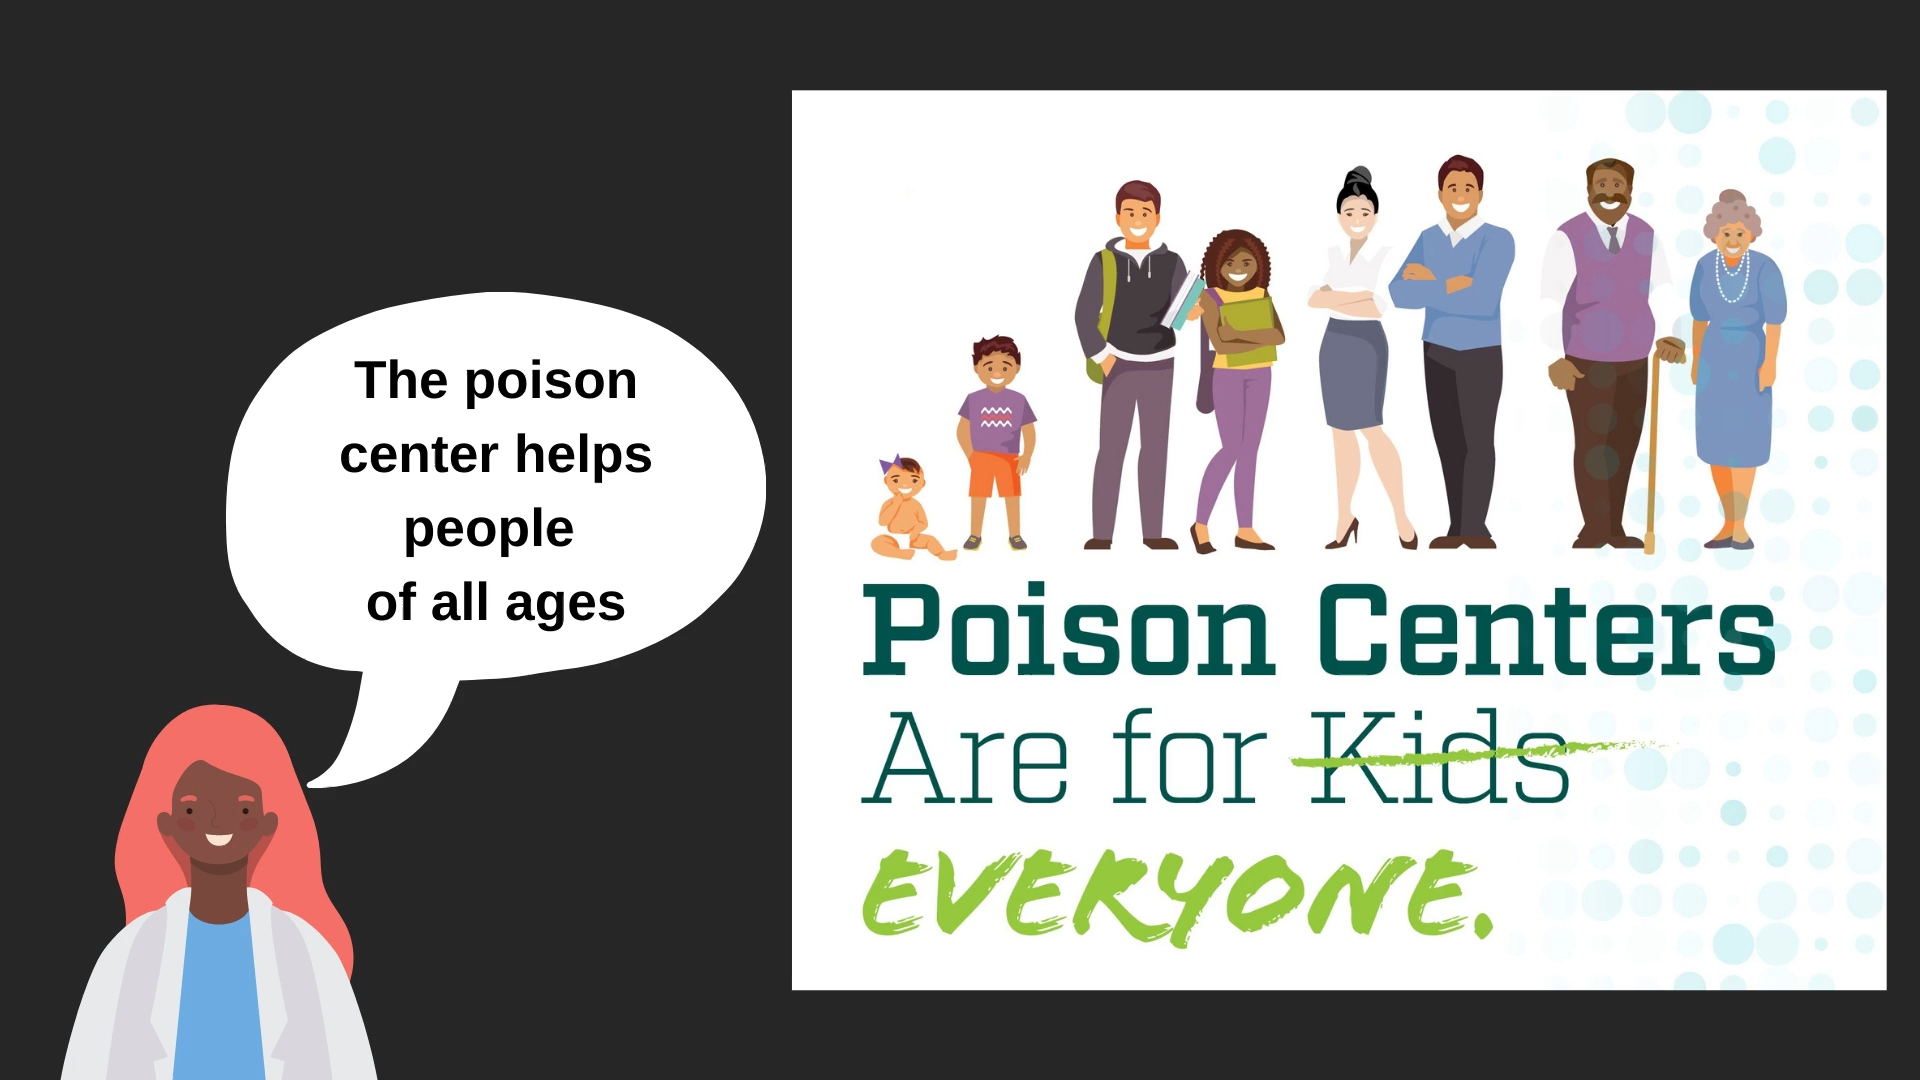 The poison
center helps
people
of all ages
Poison Centers
Are for Kids
EVERYONE.